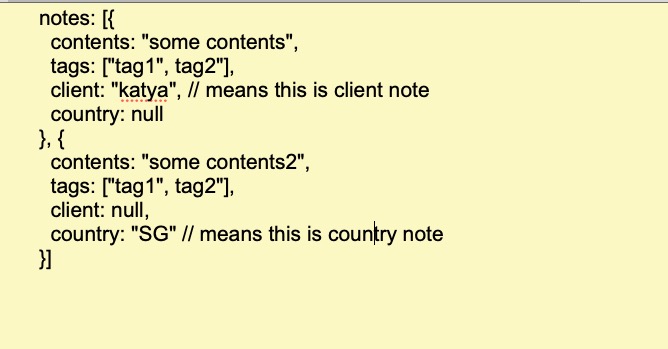 notes: [{
contents: "some contents",
tags: ["tag1", tag2"],
client: "katya", // means this is client note
country: null
}, {
contents: "some contents2",
tags: ["tag1", tag2"],
client: null,
country: "SG" // means this is country note
}]